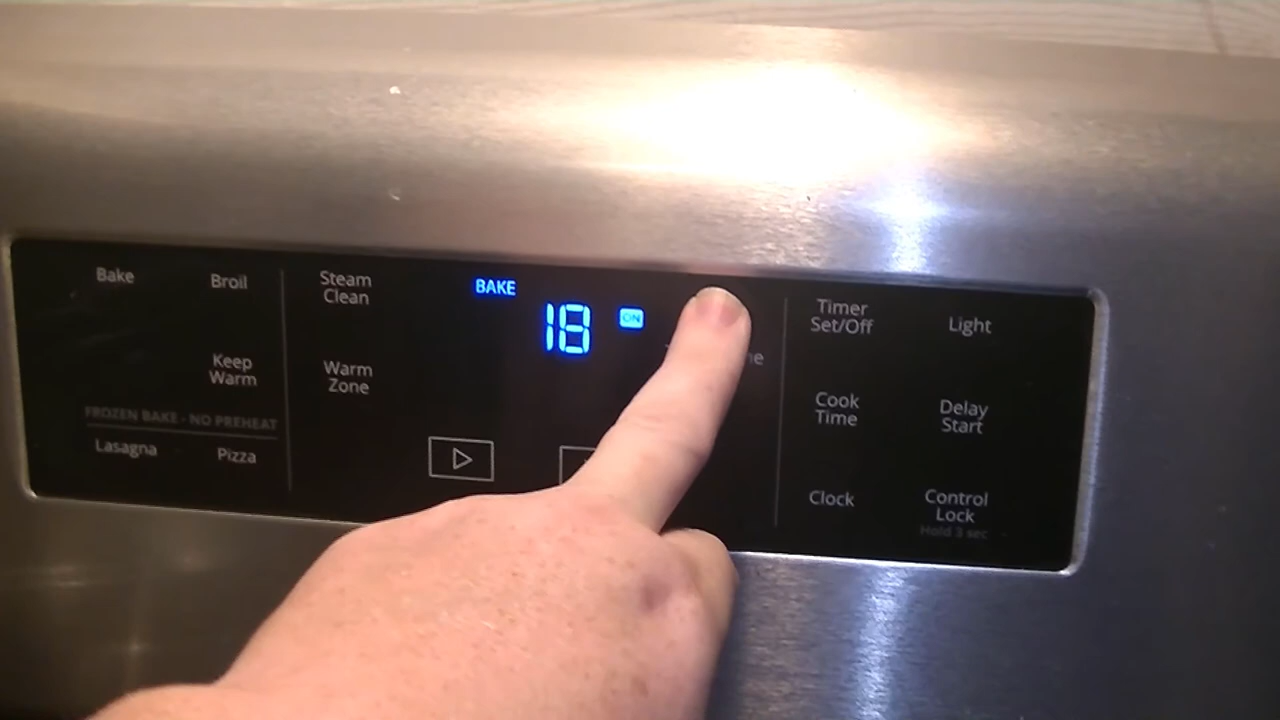 Bake
Broil
Keep
Warm
FROZEN BAKE - NO PREHEAT
Lasagna
Pizza
Steam
Clean
Warm
Zone
BAKE
18
ON
Timer
Set/Off
Light
Cook
Time
Delay
Start
Clock
Control
Lock
Hold 3 sec